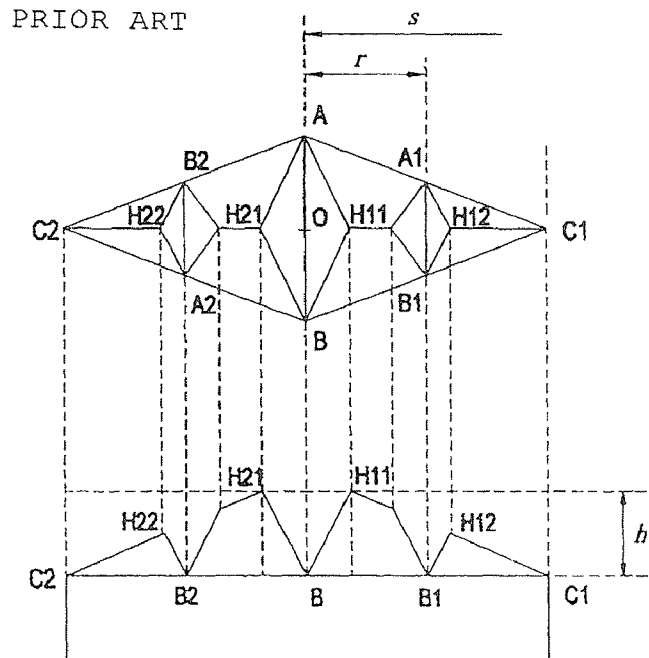 PRIOR ART
s
r
A
B2 A1
H22 H21 O H11 H12
C2 C1
A2 B1
B
H21 H11
H22 H12 h
C2 B2 B B1 C1